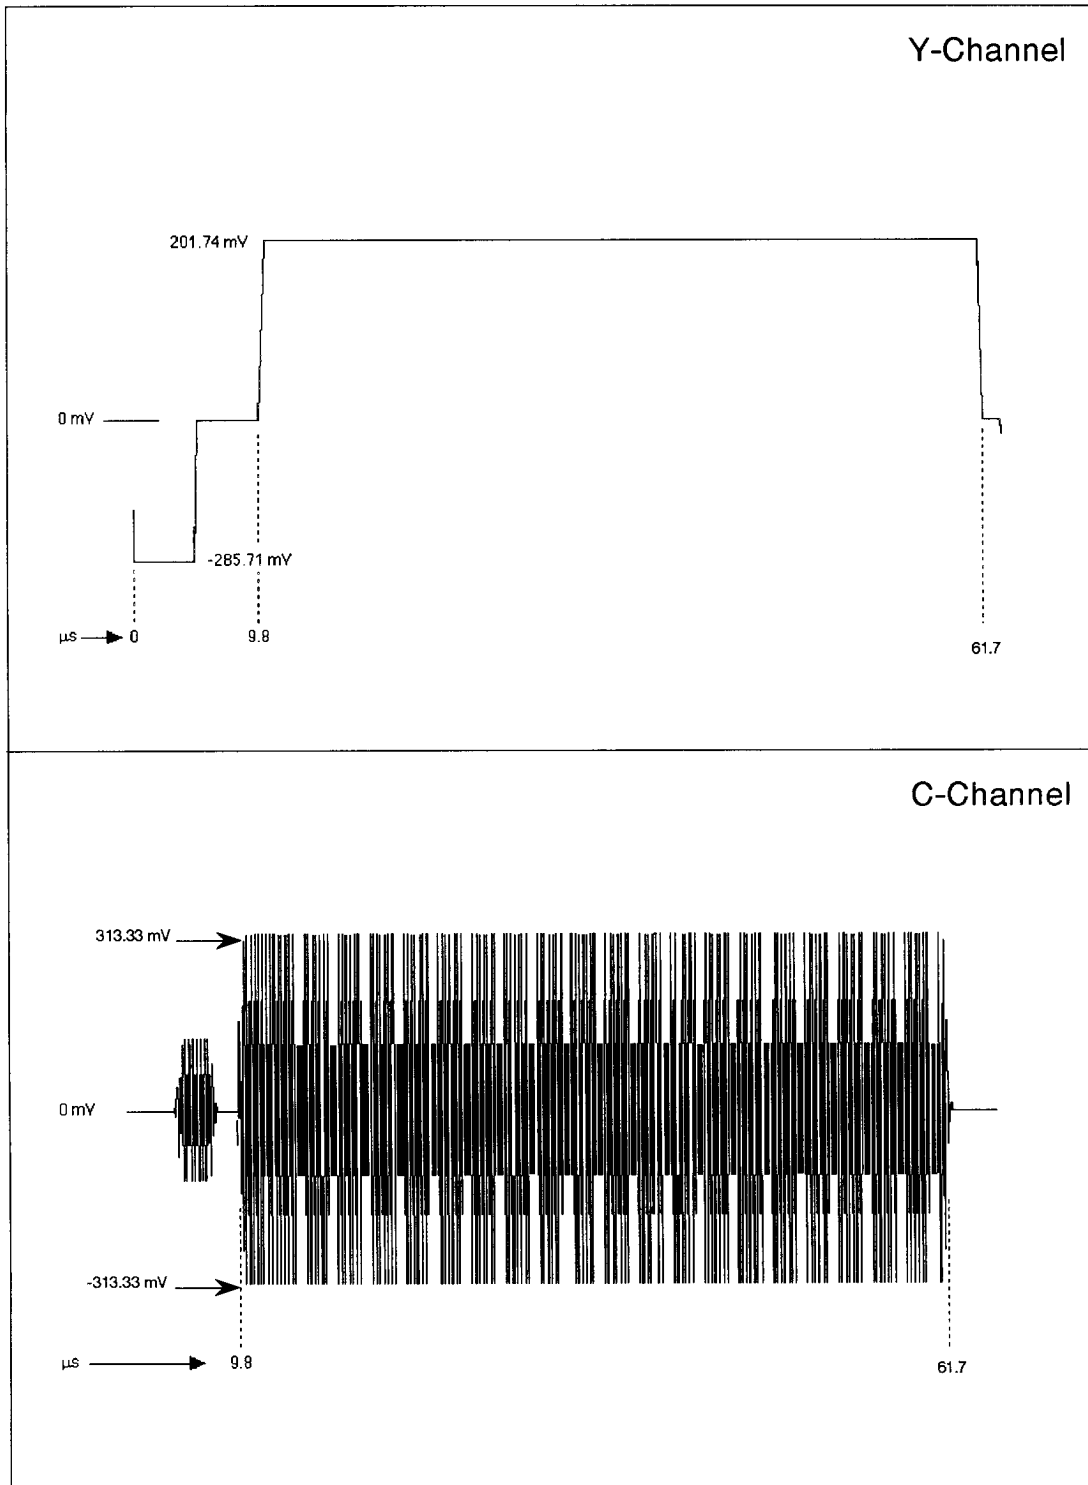 Y-Channel
201.74 mV
0 mV
-285.71 mV
µs 0 9.8 61.7
C-Channel
313.33 mV
0 mV
-313.33 mV
µs 9.8 61.7